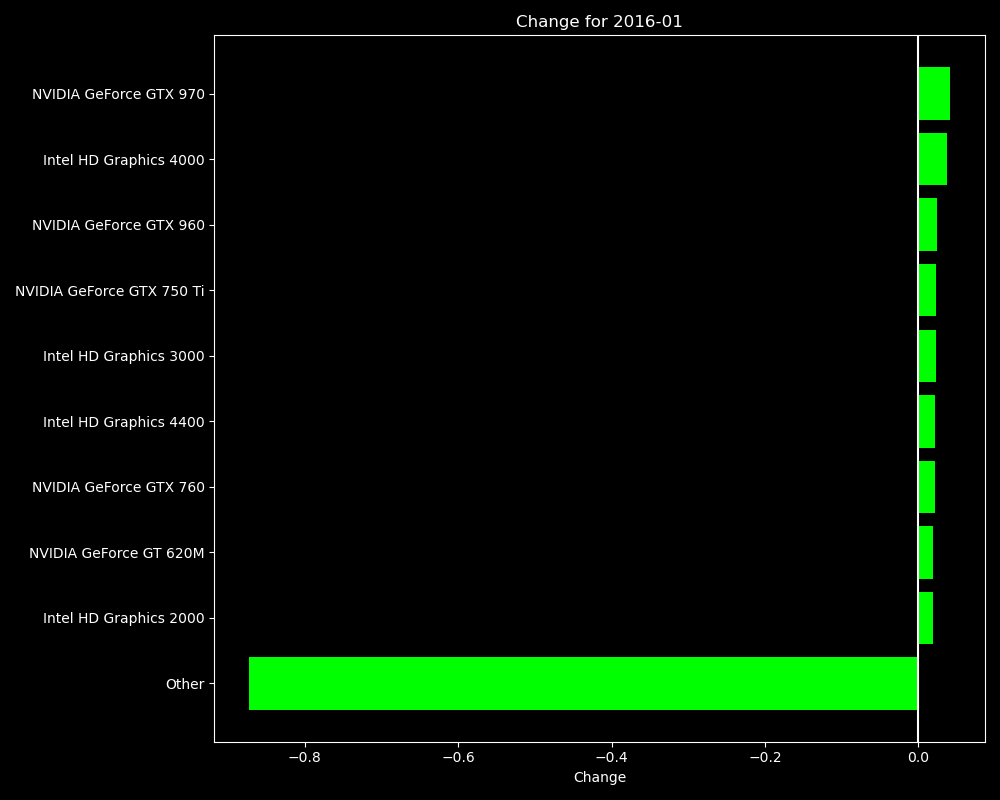 Change for 2016-01
NVIDIA GeForce GTX 970
Intel HD Graphics 4000
NVIDIA GeForce GTX 960
NVIDIA GeForce GTX 750 Ti
Intel HD Graphics 3000
Intel HD Graphics 4400
NVIDIA GeForce GTX 760
NVIDIA GeForce GT 620M
Intel HD Graphics 2000
Other
−0.8 −0.6 −0.4 −0.2 0.0
Change